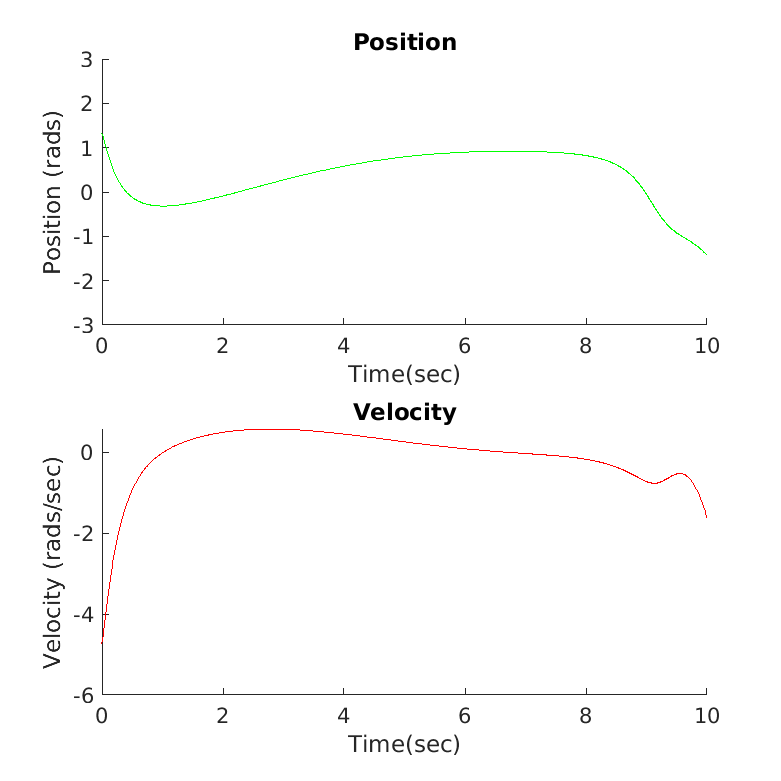 Position
3
2
1
0
-1
-2
-3
Position (rads)
0 2 4 6 8 10
Time(sec)
Velocity
0
-2
-4
-6
Velocity (rads/sec)
0 2 4 6 8 10
Time(sec)